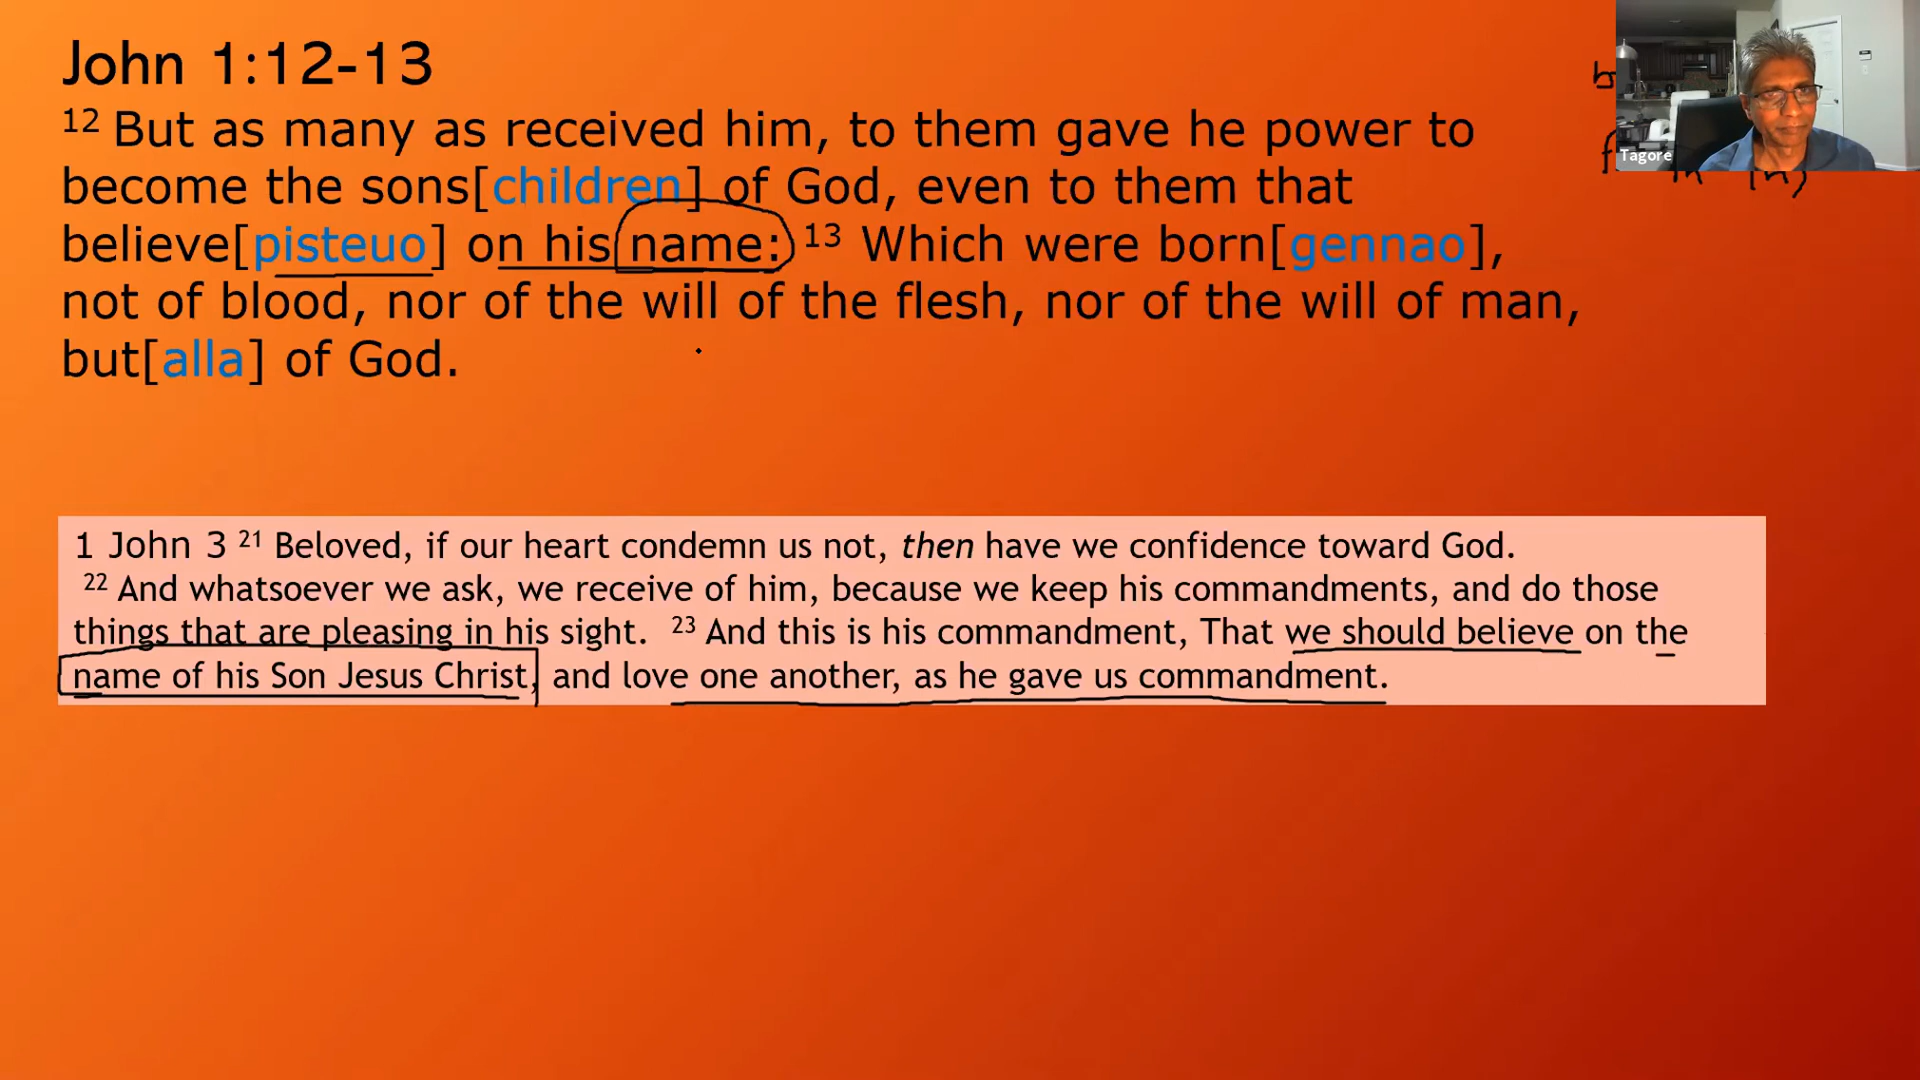 John 1:12-13
12 But as many as received him, to them gave he power to
become the sons[children] of God, even to them that
believe[pisteuo] on his name: 13 Which were born[gennao],
not of blood, nor of the will of the flesh, nor of the will of man,
but[alla] of God.
Tagore
1 John 3 21 Beloved, if our heart condemn us not, then have we confidence toward God.
22 And whatsoever we ask, we receive of him, because we keep his commandments, and do those
things that are pleasing in his sight. 23 And this is his commandment, That we should believe on the
name of his Son Jesus Christ, and love one another, as he gave us commandment.